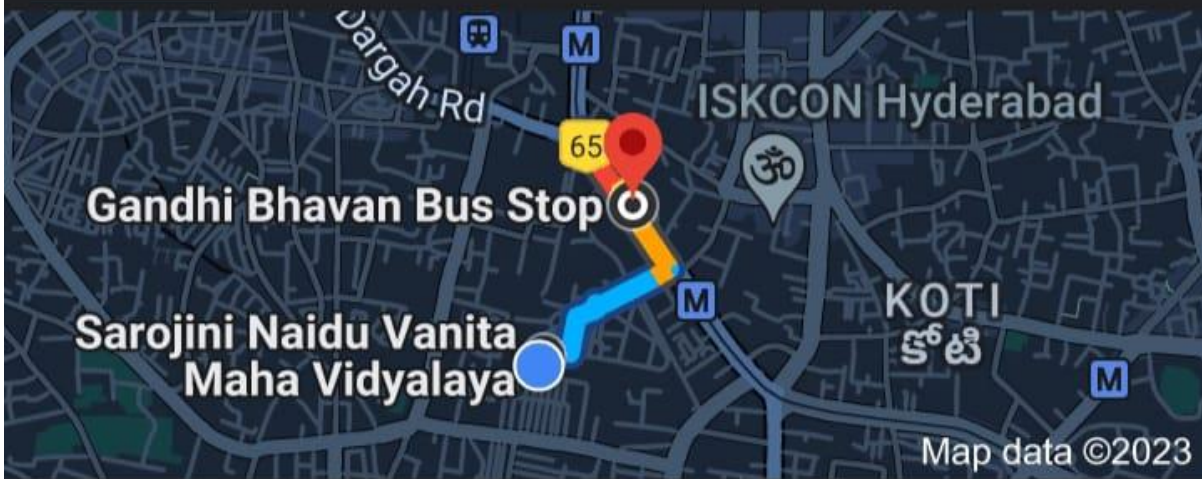 Dargah Rd
M
65
ISKCON Hyderabad
ॐ
Gandhi Bhavan Bus Stop
M
KOTI
కోటి
Sarojini Naidu Vanita
Maha Vidyalaya
M
Map data ©2023